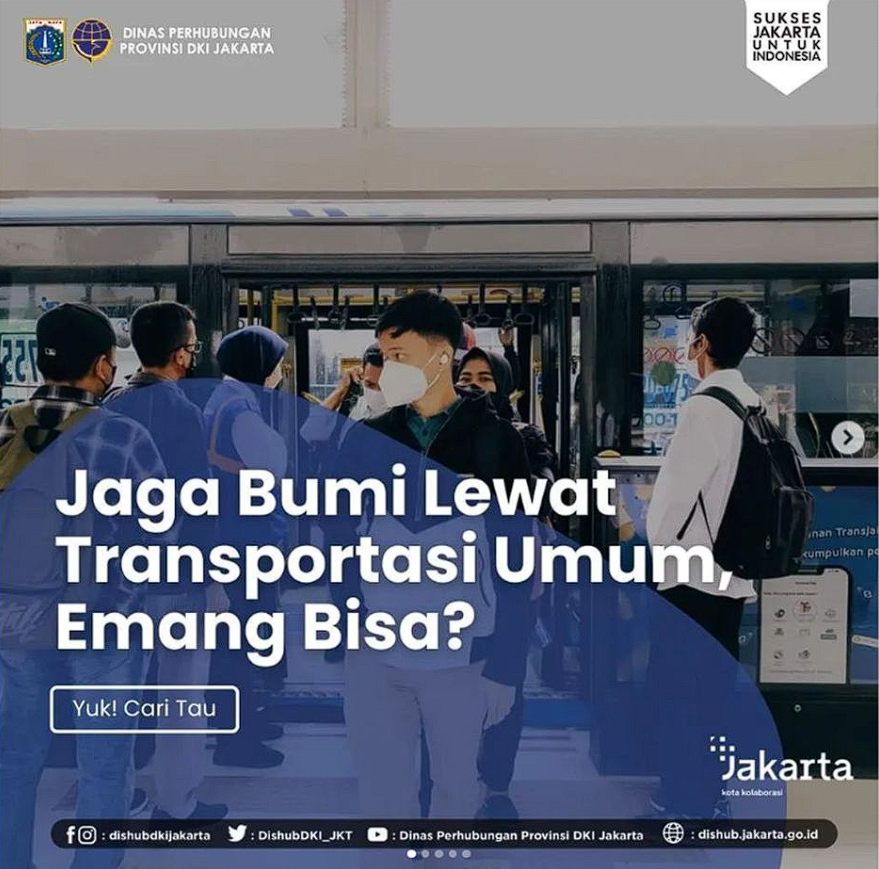 DINAS PERHUBUNGAN
PROVINSI DKI JAKARTA
SUKSES
JAKARTA
UNTUK
INDONESIA
Jaga Bumi Lewat
Transportasi Umum,
Emang Bisa?
Yuk! Cari Tau
Jakarta
kota kolaborasi
: dishubdkijakarta
: DishubDKI_JKT
: Dinas Perhubungan Provinsi DKI Jakarta
: dishub.jakarta.go.id